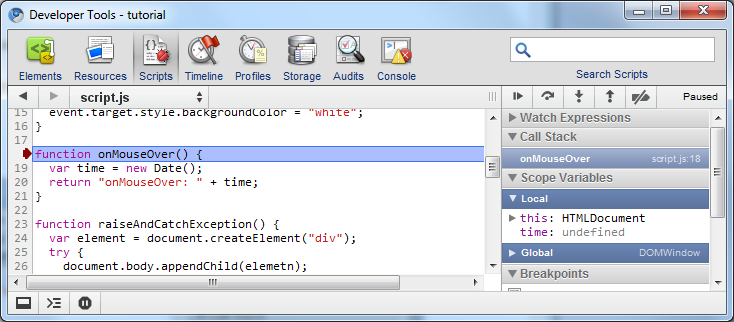 Developer Tools - tutorial
Elements Resources Scripts Timeline Profiles Storage Audits Console
Search Scripts
script.js
Paused
15 event.target.style.backgroundColor = "white";
16 }
17
function onMouseOver() {
19 var time = new Date();
20 return "onMouseOver: " + time;
21 }
22
23 function raiseAndCatchException() {
24 var element = document.createElement("div");
25 try {
26 document.body.appendChild(elemetn);
Watch Expressions
Call Stack
onMouseOver script.js:18
Scope Variables
Local
this: HTMLDocument
time: undefined
Global DOMWindow
Breakpoints